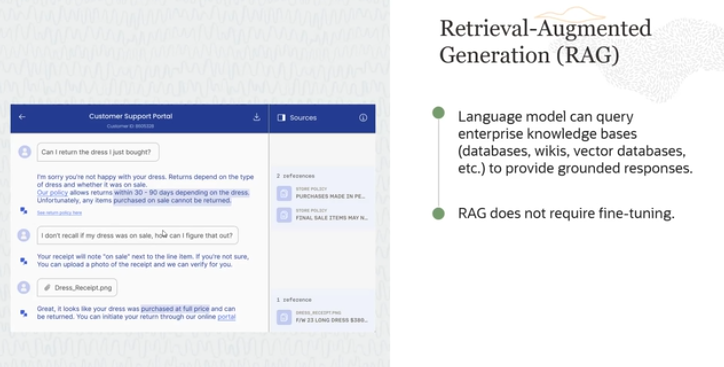 Retrieval-Augmented
Generation (RAG)
Language model can query
enterprise knowledge bases
(databases, wikis, vector databases,
etc.) to provide grounded responses.
RAG does not require fine-tuning.
Customer Support Portal
Sources
Can I return the dress I just bought?
I'm sorry you're not happy with your dress. Returns depend on the type
of dress and whether it was on sale.
Our policy allows returns within 30 - 90 days depending on the dress.
Unfortunately, any items purchased on sale cannot be returned.
See return policy here
2 references
STORE POLICY
PURCHASES MADE IN PE...
STORE POLICY
FINAL SALE ITEMS MAY N...
I don't recall if my dress was on sale, how can I figure that out?
Your receipt will note "on sale" next to the line item. If you're not sure,
You can upload a photo of the receipt and we can verify for you.
Dress_Receipt.png
Great, it looks like your dress was purchased at full price and can
be returned. You can initiate your return through our online portal
1 reference
DRESS_RECEIPT.PNG
F/W 23 LONG DRESS $380...